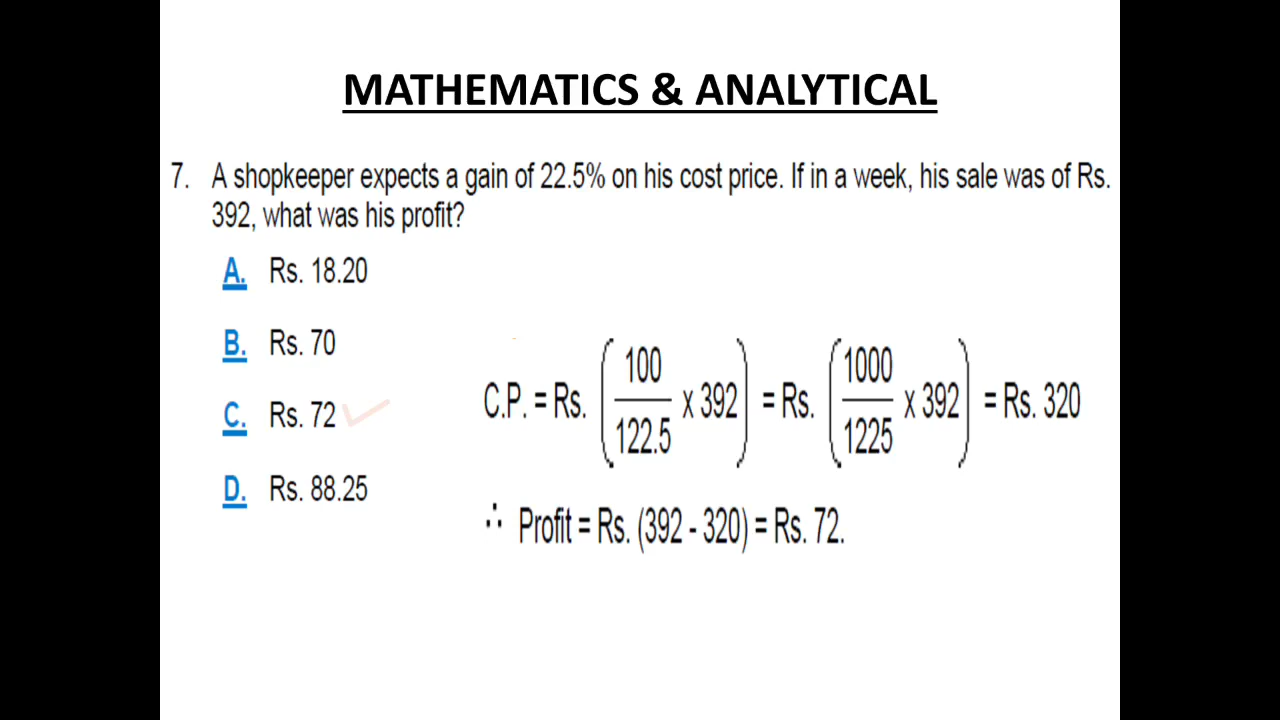 MATHEMATICS & ANALYTICAL
7. A shopkeeper expects a gain of 22.5% on his cost price. If in a week, his sale was of Rs.
392, what was his profit?
A. Rs. 18.20
B. Rs. 70
C. Rs. 72
D. Rs. 88.25
C.P. = Rs. (100/122.5 x 392) = Rs. (1000/1225 x 392) = Rs. 320
∴ Profit = Rs. (392 - 320) = Rs. 72.